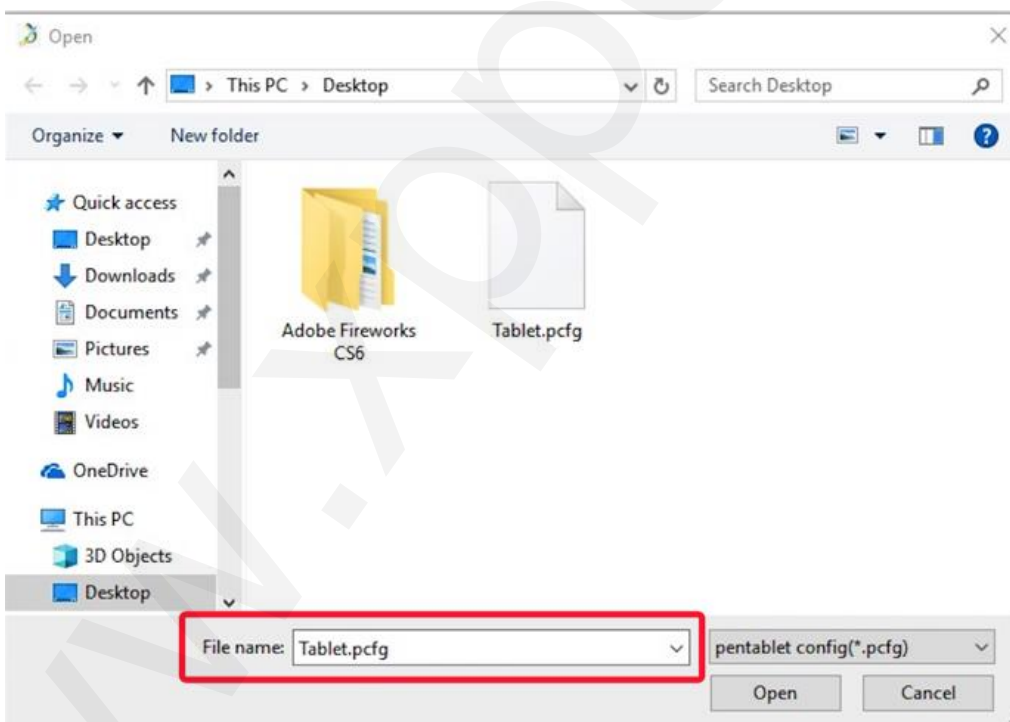 Open
This PC > Desktop
Search Desktop
Organize
New folder
Quick access
Desktop
Downloads
Documents
Pictures
Music
Videos
OneDrive
This PC
3D Objects
Desktop
Adobe Fireworks
CS6
Tablet.pcfg
File name: Tablet.pcfg
pentablet config(*.pcfg)
Open
Cancel